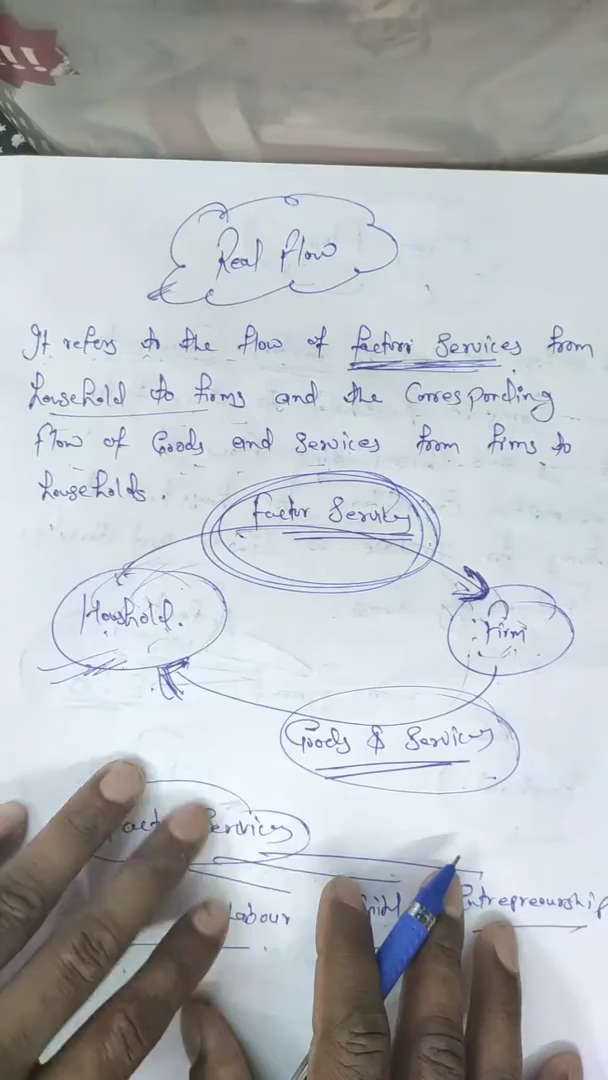 !!!
Real flow
It refers to the flow of factor Services from
household to firms and the Corresponding
flow of Goods and Services from firms to
households.
Factor Services
Houshold.
Firm
Goods & Services
Services
Labour
Entrepreourship